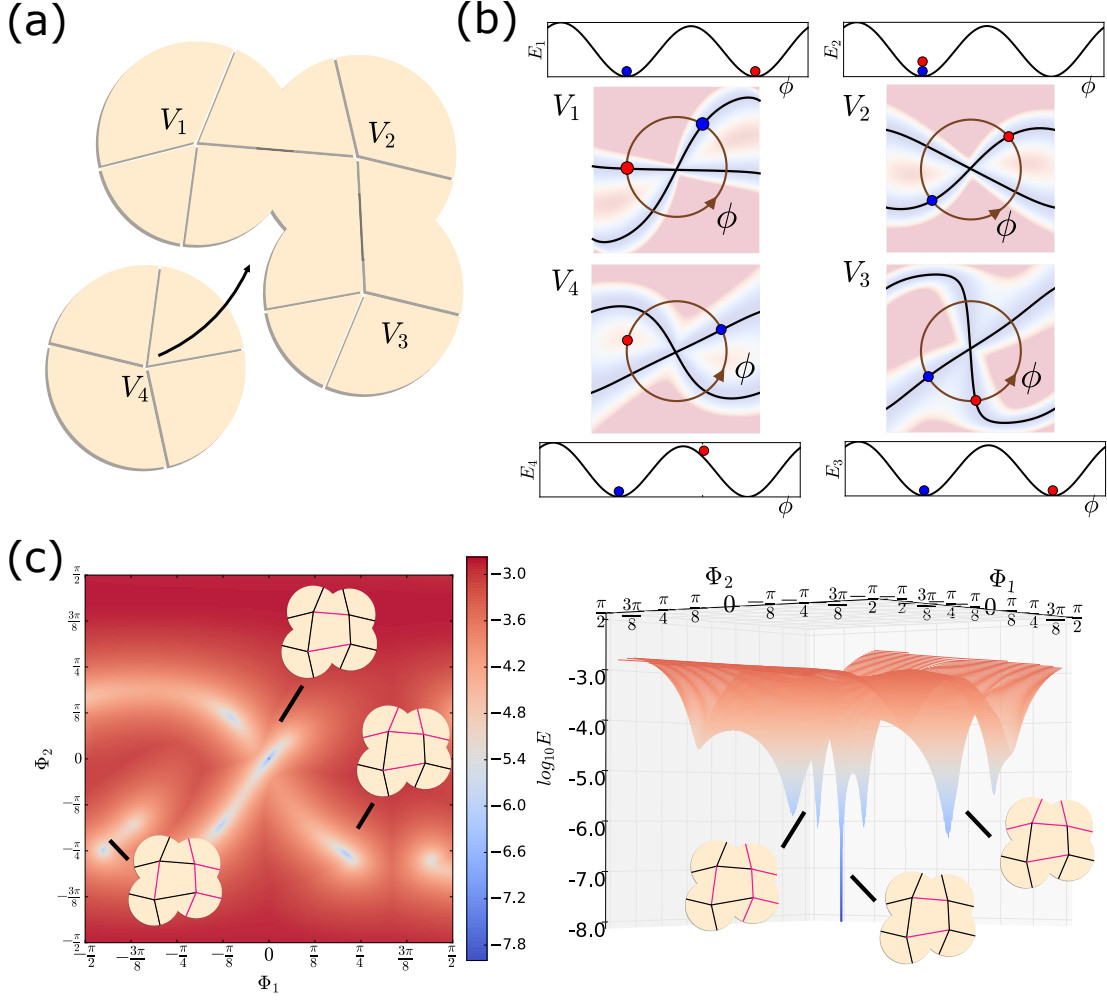 (a)
V₁
V₂
V₃
V₄
(b)
E₁
ϕ
E₂
ϕ
V₁
ϕ
V₂
ϕ
V₄
ϕ
V₃
ϕ
E₄
ϕ
E₃
ϕ
(c)
π/2
3π/8
π/4
π/8
0
−π/8
−π/4
−3π/8
−π/2
Φ₂
−π/2 −3π/8 −π/4 −π/8 0 π/8 π/4 3π/8 π/2
Φ₁
−3.0
−3.6
−4.2
−4.8
−5.4
−6.0
−6.6
−7.2
−7.8
Φ₂
π/2 3π/8 π/4 π/8 0 −π/8 −π/4 3π/8 −π/2
Φ₁
−π/2 3π/8 −π/4 −π/8 0 π/8 π/4 3π/8 π/2
log₁₀E
-3.0
-4.0
-5.0
-6.0
-7.0
-8.0